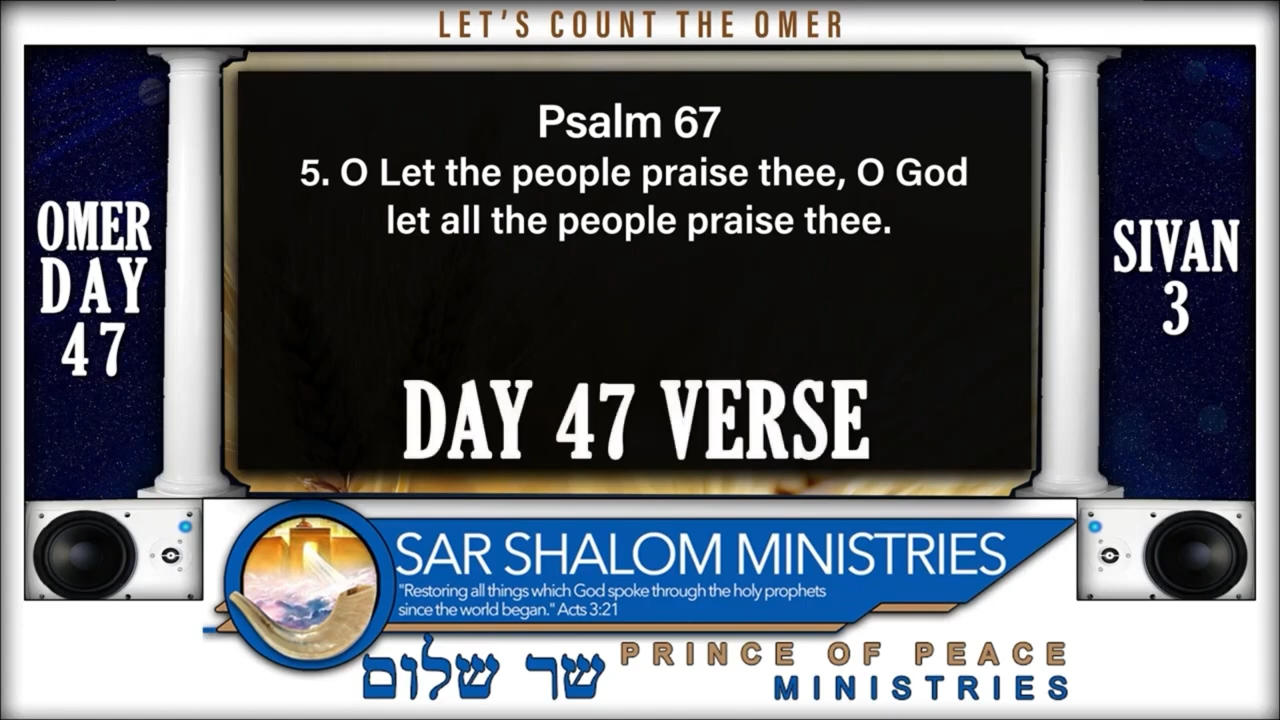 LET'S COUNT THE OMER
OMER
DAY
47
Psalm 67
5. O Let the people praise thee, O God
let all the people praise thee.
DAY 47 VERSE
SIVAN
3
SAR SHALOM MINISTRIES
"Restoring all things which God spoke through the holy prophets
since the world began." Acts 3:21
שר שלום
PRINCE OF PEACE
MINISTRIES